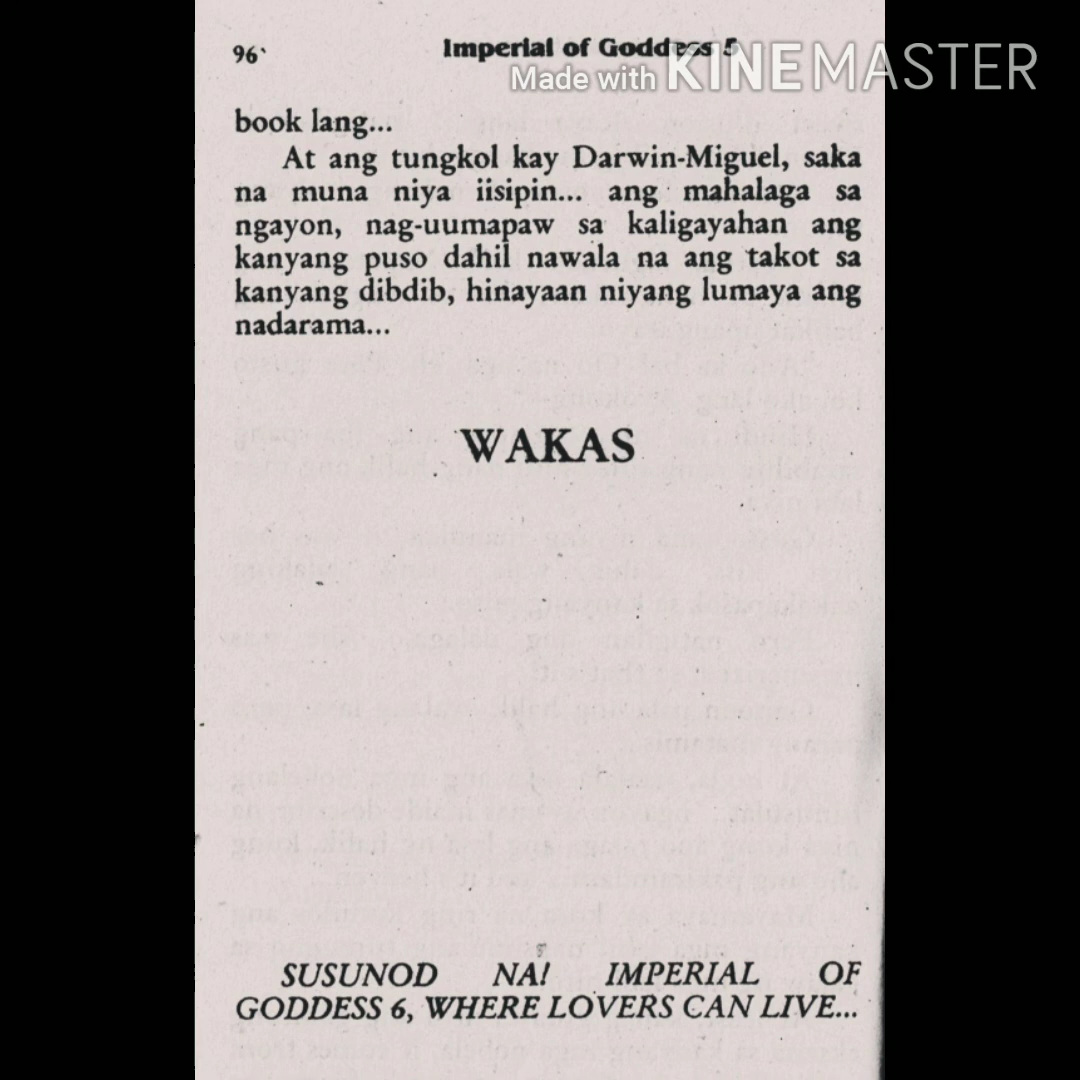 96
Imperial of Goddess 5
Made with KINEMASTER
book lang...
At ang tungkol kay Darwin-Miguel, saka
na muna niya iisipin... ang mahalaga sa
ngayon, nag-uumapaw sa kaligayahan ang
kanyang puso dahil nawala na ang takot sa
kanyang dibdib, hinayaan niyang lumaya ang
nadarama...
WAKAS
SUSUNOD NA! IMPERIAL OF
GODDESS 6, WHERE LOVERS CAN LIVE...